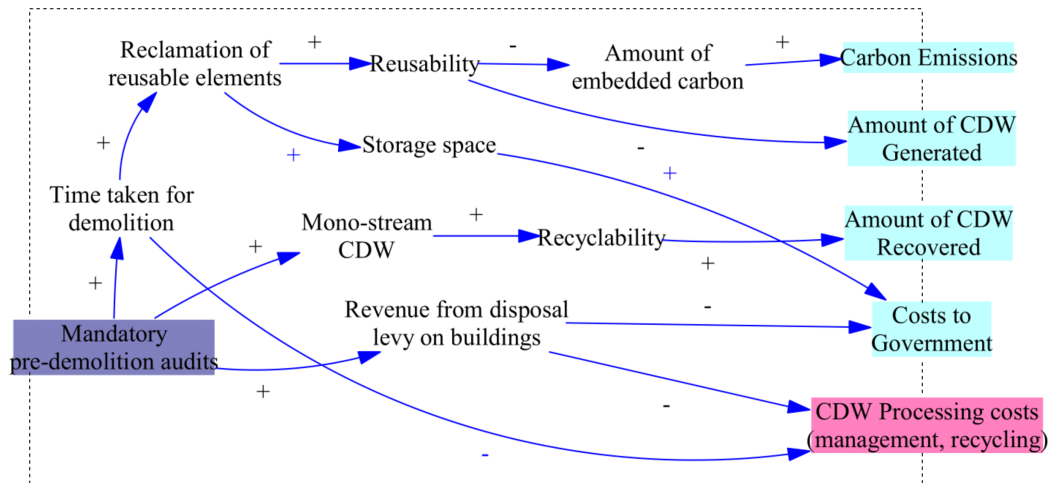 Reclamation of
reusable elements
+
Reusability
-
Amount of
embedded carbon
+
Carbon Emissions
Amount of CDW
Generated
+
+
Storage space
-
+
Time taken for
demolition
Mono-stream
CDW
+
Recyclability
Amount of CDW
Recovered
+
+
+
Revenue from disposal
levy on buildings
-
Costs to
Government
Mandatory
pre-demolition audits
+
-
CDW Processing costs
(management, recycling)
-